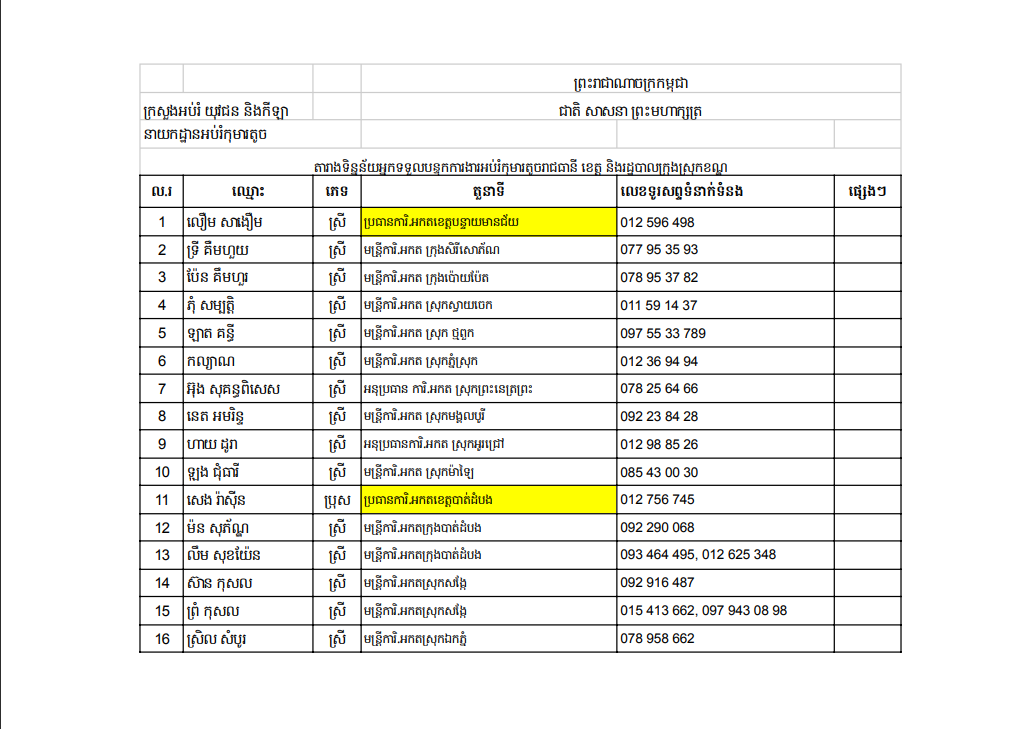 ព្រះរាជាណាចក្រកម្ពុជា
ក្រសួងអប់រំ យុវជន និងកីឡា ជាតិ សាសនា ព្រះមហាក្សត្រ
នាយកដ្ឋានអប់រំកុមារតូច
តារាងទិន្នន័យអ្នកទទួលបន្ទុកការងារអប់រំកុមារតូចរាជធានី ខេត្ត និងរដ្ឋបាលក្រុងស្រុកខណ្ឌ
ល.រ ឈ្មោះ ភេទ តួនាទី លេខទូរសព្ទទំនាក់ទំនង ផ្សេងៗ
1 លឿម សាងឿម ស្រី ប្រធានការិ.អកតខេត្តបន្ទាយមានជ័យ 012 596 498
2 ទ្រី គឹមហួយ ស្រី មន្រ្តីការិ.អកត ក្រុងសិរីសោភ័ណ 077 95 35 93
3 ប៉ែន គឹមហួរ ស្រី មន្រ្តីការិ.អកត ក្រុងប៉ោយប៉ែត 078 95 37 82
4 ភុំ សម្បត្តិ ស្រី មន្រ្តីការិ.អកត ស្រុកស្វាយចេក 011 59 14 37
5 ឡាត គន្ធី ស្រី មន្រ្តីការិ.អកត ស្រុក ថ្មពួក 097 55 33 789
6 កល្យាណ ស្រី មន្រ្តីការិ.អកត ស្រុកភ្នំស្រុក 012 36 94 94
7 អ៊ុង សុគន្ធពិសេស ស្រី អនុប្រធាន ការិ.អកត ស្រុកព្រះនេត្រព្រះ 078 25 64 66
8 នេត អមរិន្ទ ស្រី មន្រ្តីការិ.អកត ស្រុកមង្គលបូរី 092 23 84 28
9 ហាយ ដូរា ស្រី អនុប្រធានការិ.អកត ស្រុកអូរជ្រៅ 012 98 85 26
10 ឡុង ជុំធារី ស្រី មន្រ្តីការិ.អកត ស្រុកម៉ាឡៃ 085 43 00 30
11 សេង រ៉ាស៊ីន ប្រុស ប្រធានការិ.អកតខេត្តបាត់ដំបង 012 756 745
12 ម៉ន សុភ័ណ្ឌ ស្រី មន្រ្តីការិ.អកតក្រុងបាត់ដំបង 092 290 068
13 លឹម សុខយ៉ែន ស្រី មន្រ្តីការិ.អកតក្រុងបាត់ដំបង 093 464 495, 012 625 348
14 ស៊ាន កុសល ស្រី មន្រ្តីការិ.អកតស្រុកសង្កែ 092 916 487
15 ព្រំ កុសល ស្រី មន្រ្តីការិ.អកតស្រុកសង្កែ 015 413 662, 097 943 08 98
16 ស្រិល សំបូរ ស្រី មន្រ្តីការិ.អកតស្រុកឯកភ្នំ 078 958 662